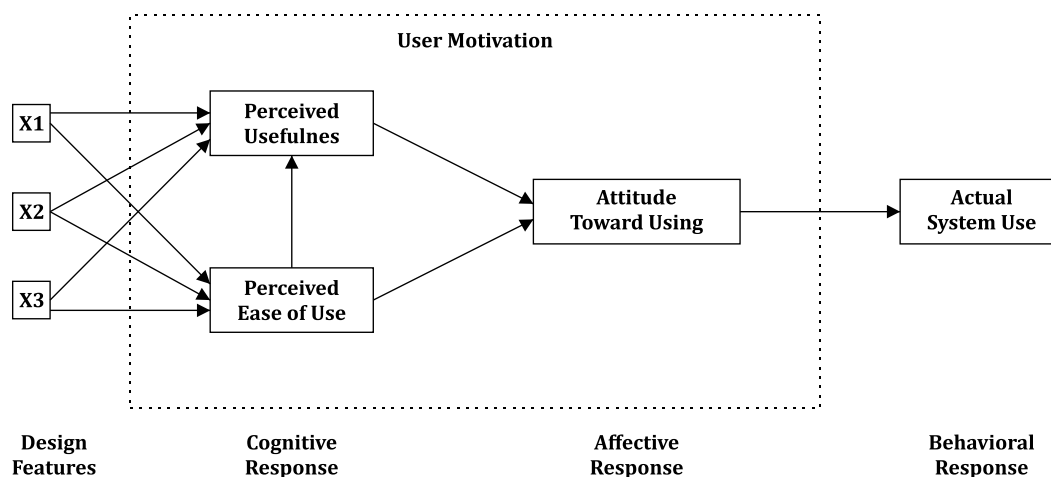 User Motivation
X1
Perceived
Usefulnes
X2
Attitude
Toward Using
Actual
System Use
X3
Perceived
Ease of Use
Design
Features
Cognitive
Response
Affective
Response
Behavioral
Response